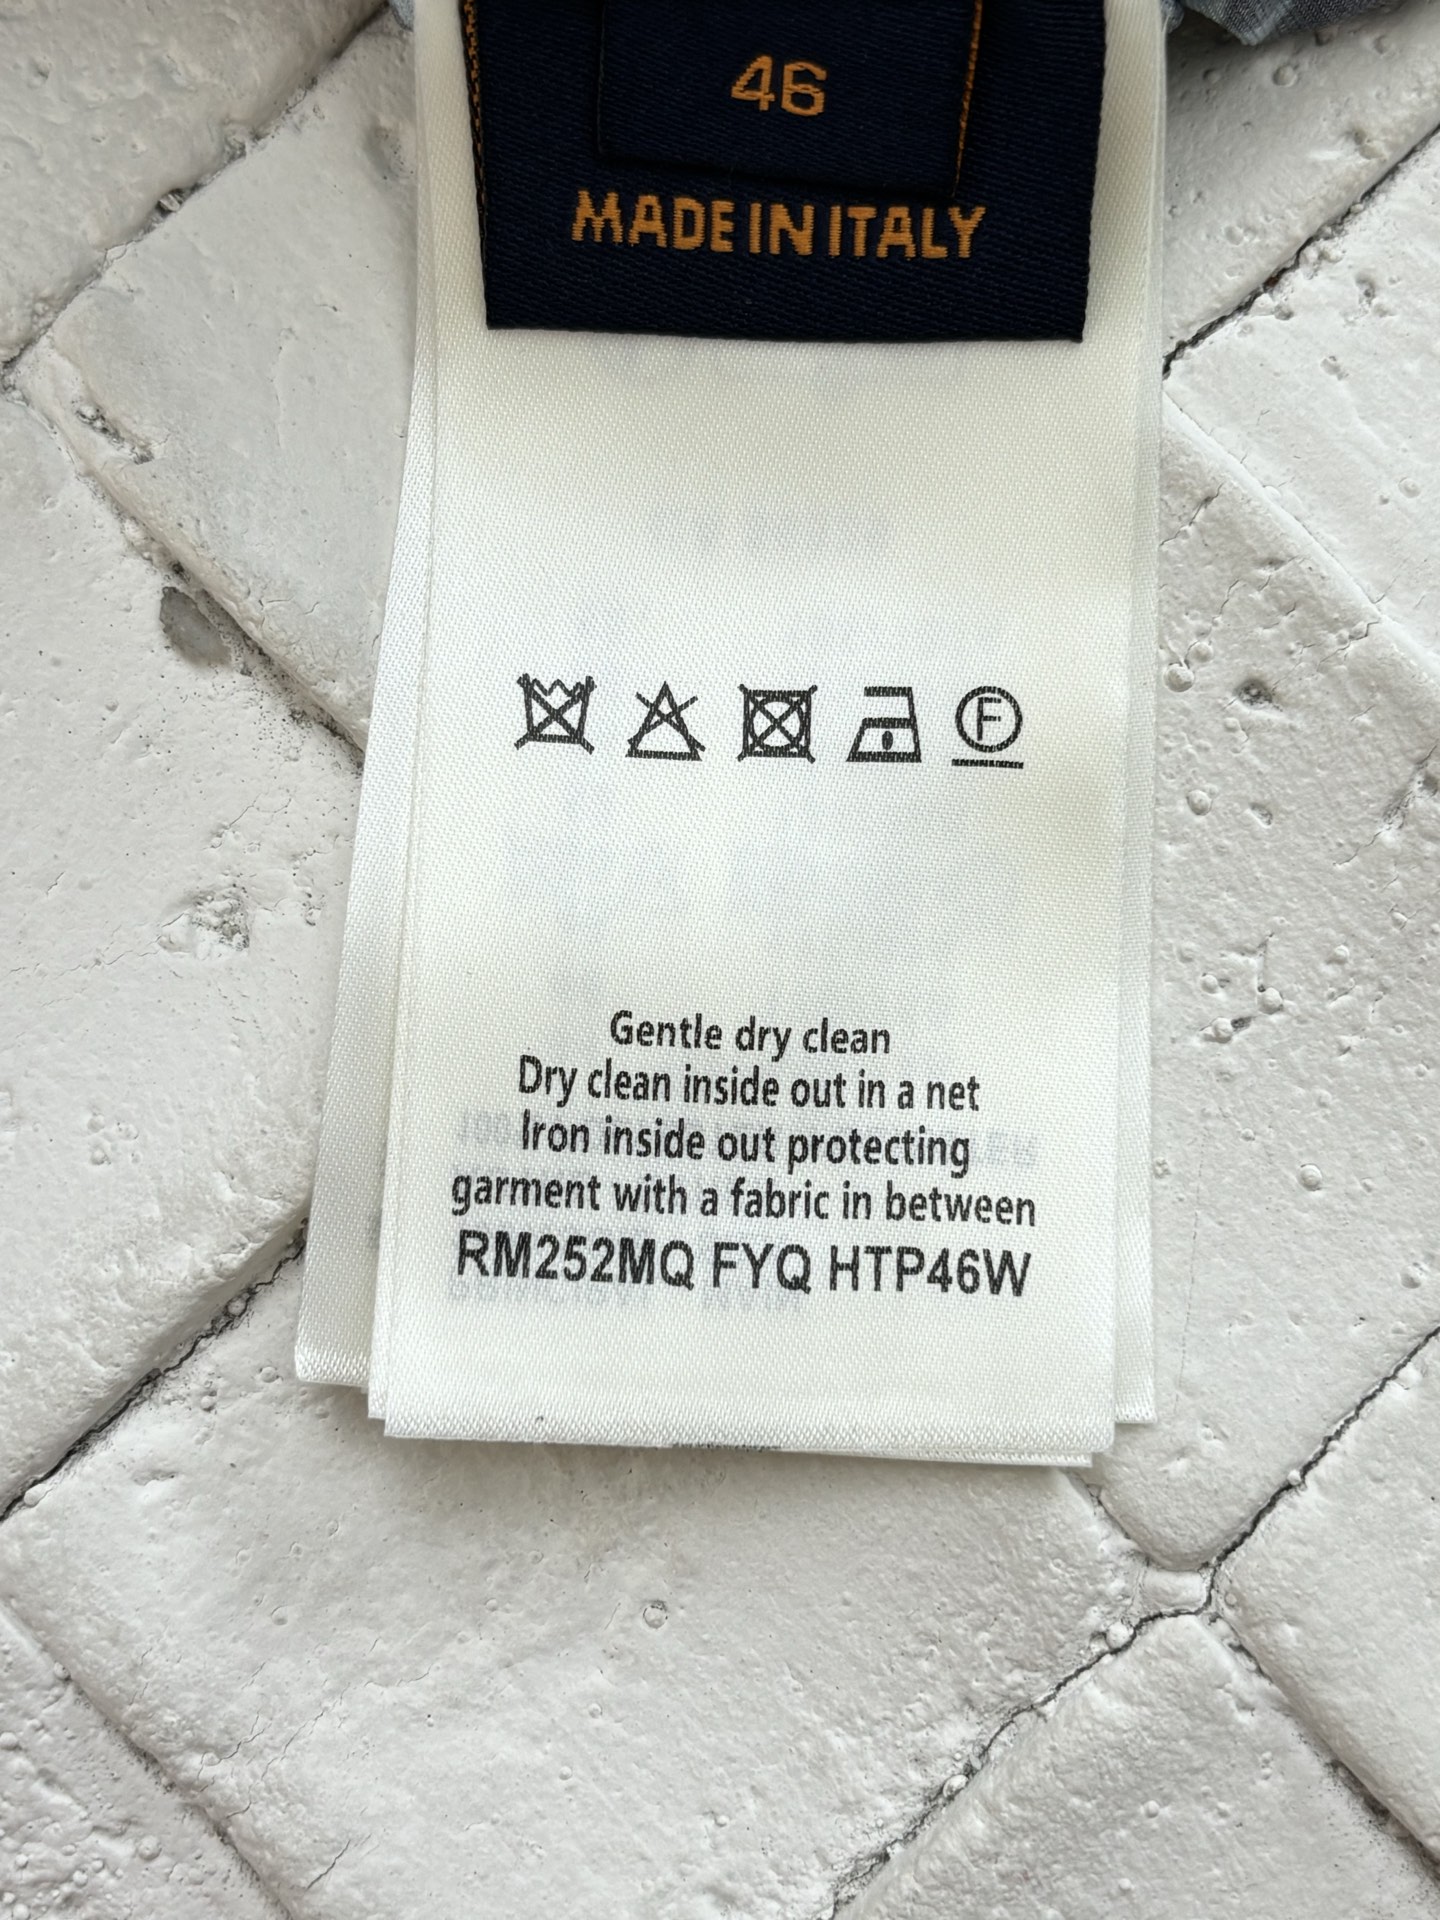 46
MADE IN ITALY
F
Gentle dry clean
Dry clean inside out in a net
Iron inside out protecting
garment with a fabric in between
RM252MQ FYQ HTP46W